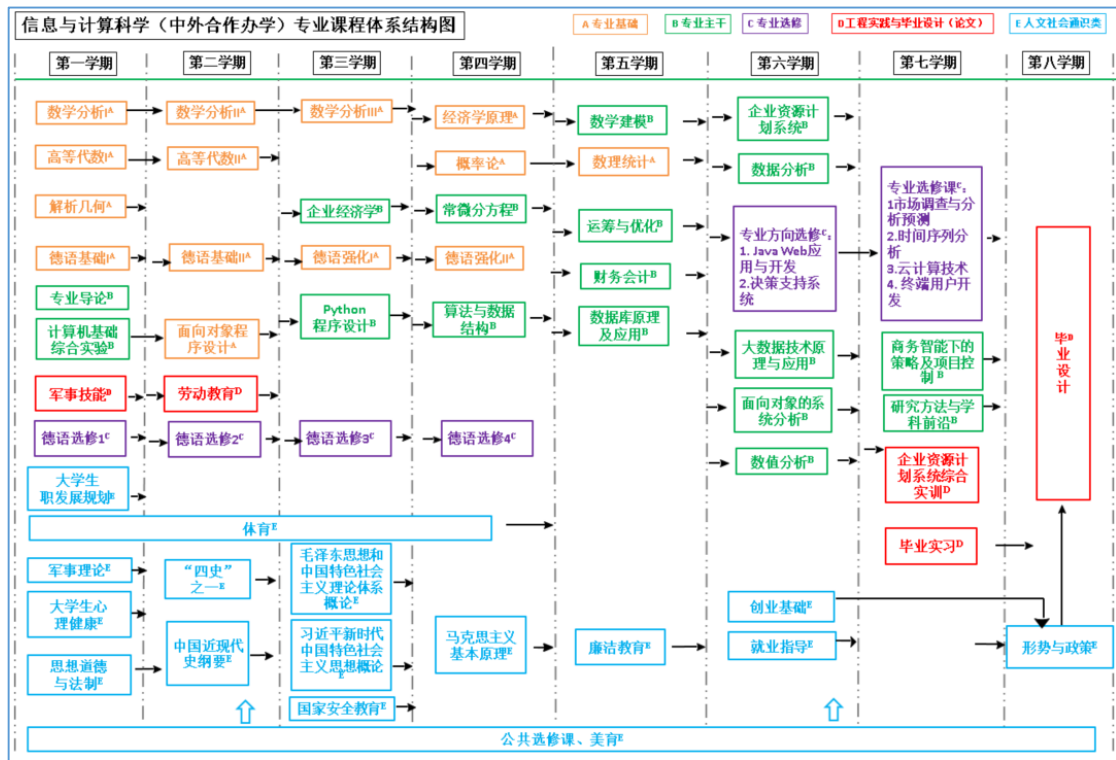 信息与计算科学（中外合作办学）专业课程体系结构图
A 专业基础
B 专业主干
C 专业选修
D工程实践与毕业设计（论文）
E 人文社会通识类
第一学期
第二学期
第三学期
第四学期
第五学期
第六学期
第七学期
第八学期
数学分析I^A
数学分析II^A
数学分析III^A
经济学原理^A
数学建模^B
企业资源计
划系统^B
高等代数I^A
高等代数II^A
概率论^A
数理统计^A
数据分析^B
解析几何^A
企业经济学^B
常微分方程^B
运筹与优化^B
专业方向选修^C：
1. Java Web应
用与开发
2.决策支持系
统
专业选修课^C：
1市场调查与分
析预测
2.时间序列分
析
3.云计算技术
4. 终端用户开
发
德语基础I^A
德语基础II^A
德语强化I^A
德语强化II^A
财务会计^B
专业导论^B
计算机基础
综合实验^B
面向对象程
序设计^A
Python
程序设计^B
算法与数据
结构^B
数据库原理
及应用^B
大数据技术原
理与应用^B
商务智能下的
策略及项目控
制^B
毕^D
业
设
计
军事技能^D
劳动教育^D
面向对象的系
统分析^B
研究方法与学
科前沿^B
德语选修1^C
德语选修2^C
德语选修3^C
德语选修4^C
数值分析^B
企业资源计
划系统综合
实训^D
大学生
职发展规划^E
体育^E
毕业实习^D
军事理论^E
“四史”
之一^E
毛泽东思想和
中国特色社会
主义理论体系
概论^E
大学生心
理健康^E
创业基础^E
思想道德
与法制^E
中国近现代
史纲要^E
习近平新时代
中国特色社会
主义思想概论
E
马克思主义
基本原理^E
廉洁教育^E
就业指导^E
形势与政策^E
国家安全教育^E
公共选修课、美育^E